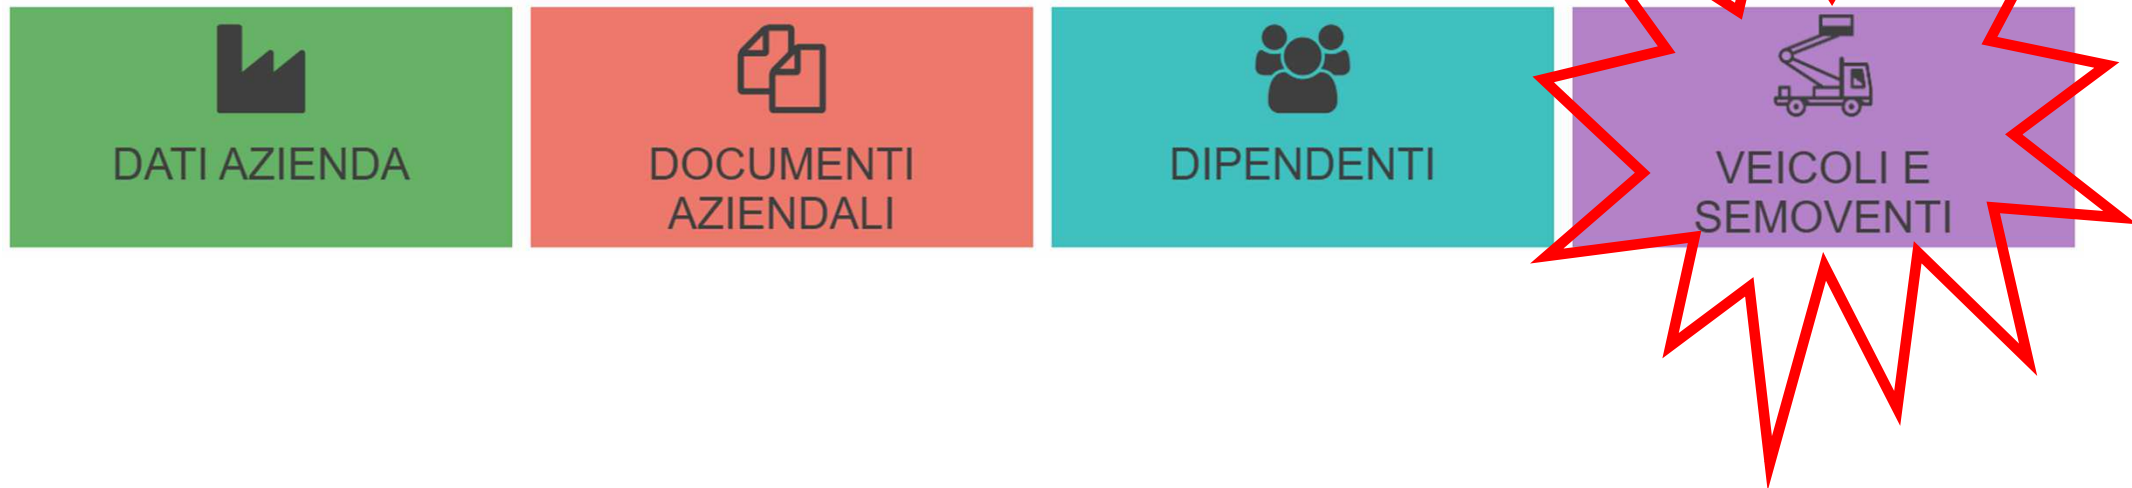 DATI AZIENDA
DOCUMENTI
AZIENDALI
DIPENDENTI
VEICOLI E
SEMOVENTI